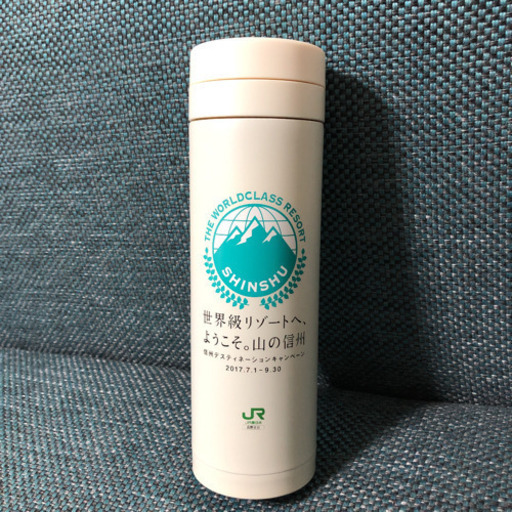 THE WORLDCLASS RESORT
SHINSHU
世界級リゾートへ、
ようこそ。山の信州
信州デスティネーションキャンペーン
2017.7.1-9.30
JR